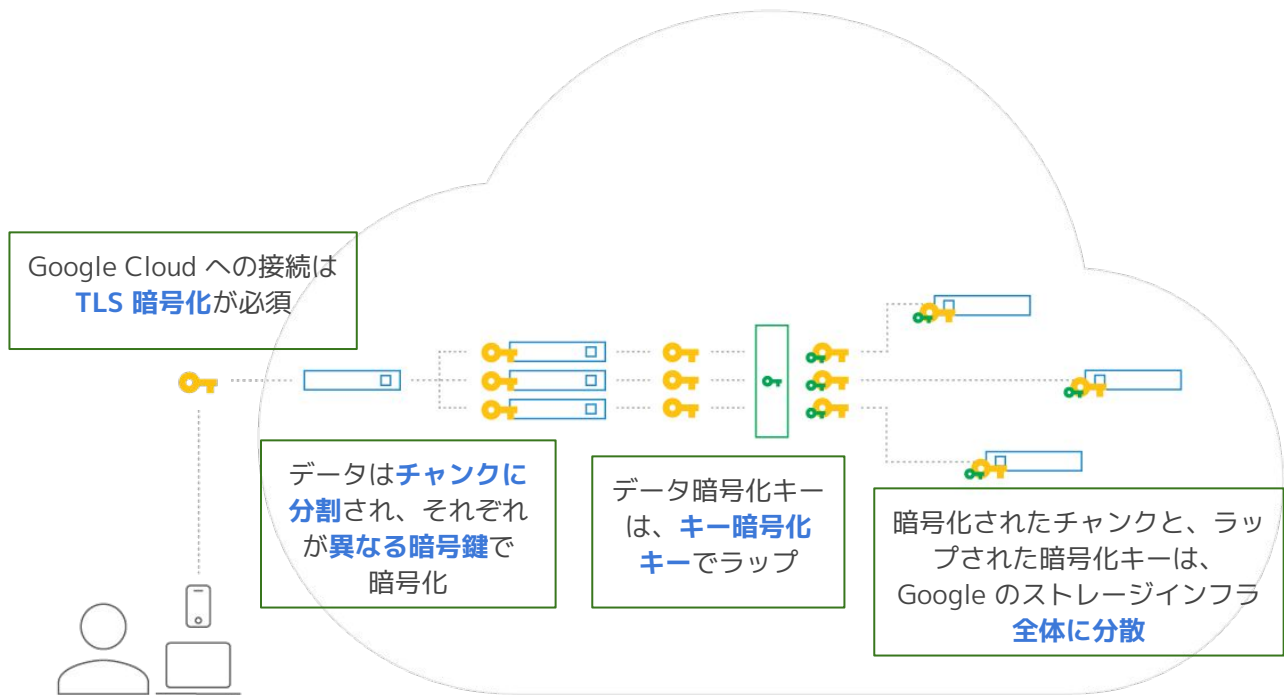 Google Cloud への接続は
TLS 暗号化が必須
データはチャンクに
分割され、それぞれ
が異なる暗号鍵で
暗号化
データ暗号化キー
は、キー暗号化
キーでラップ
暗号化されたチャンクと、ラッ
プされた暗号化キーは、
Google のストレージインフラ
全体に分散